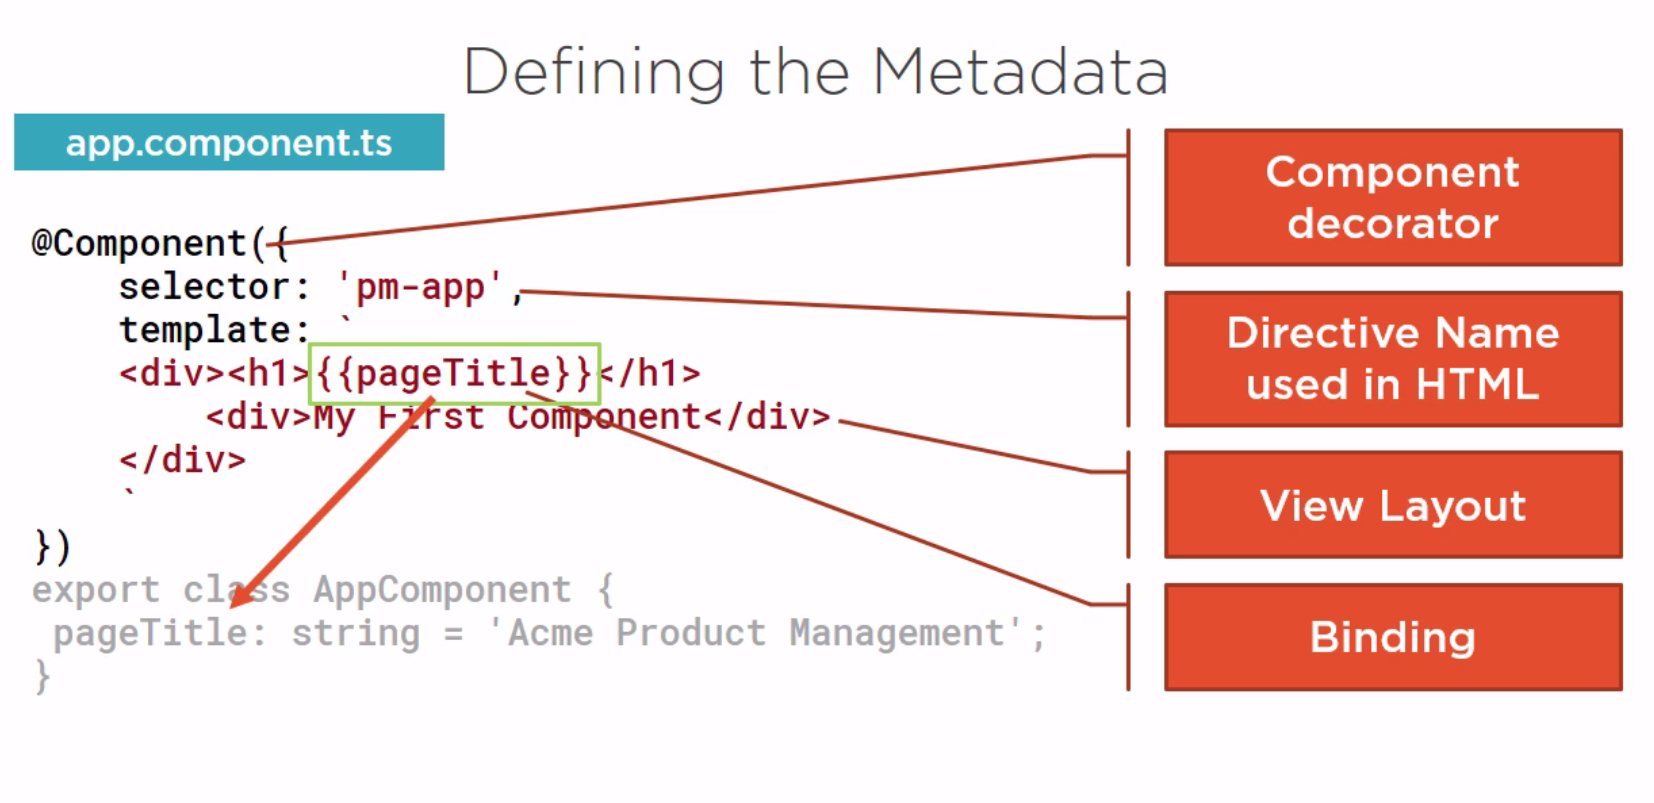 Defining the Metadata
app.component.ts
@Component({
    selector: 'pm-app',
    template: `
    <div><h1>{{pageTitle}}</h1>
        <div>My First Component</div>
    </div>
    `
})
export class AppComponent {
 pageTitle: string = 'Acme Product Management';
}
Component
decorator
Directive Name
used in HTML
View Layout
Binding